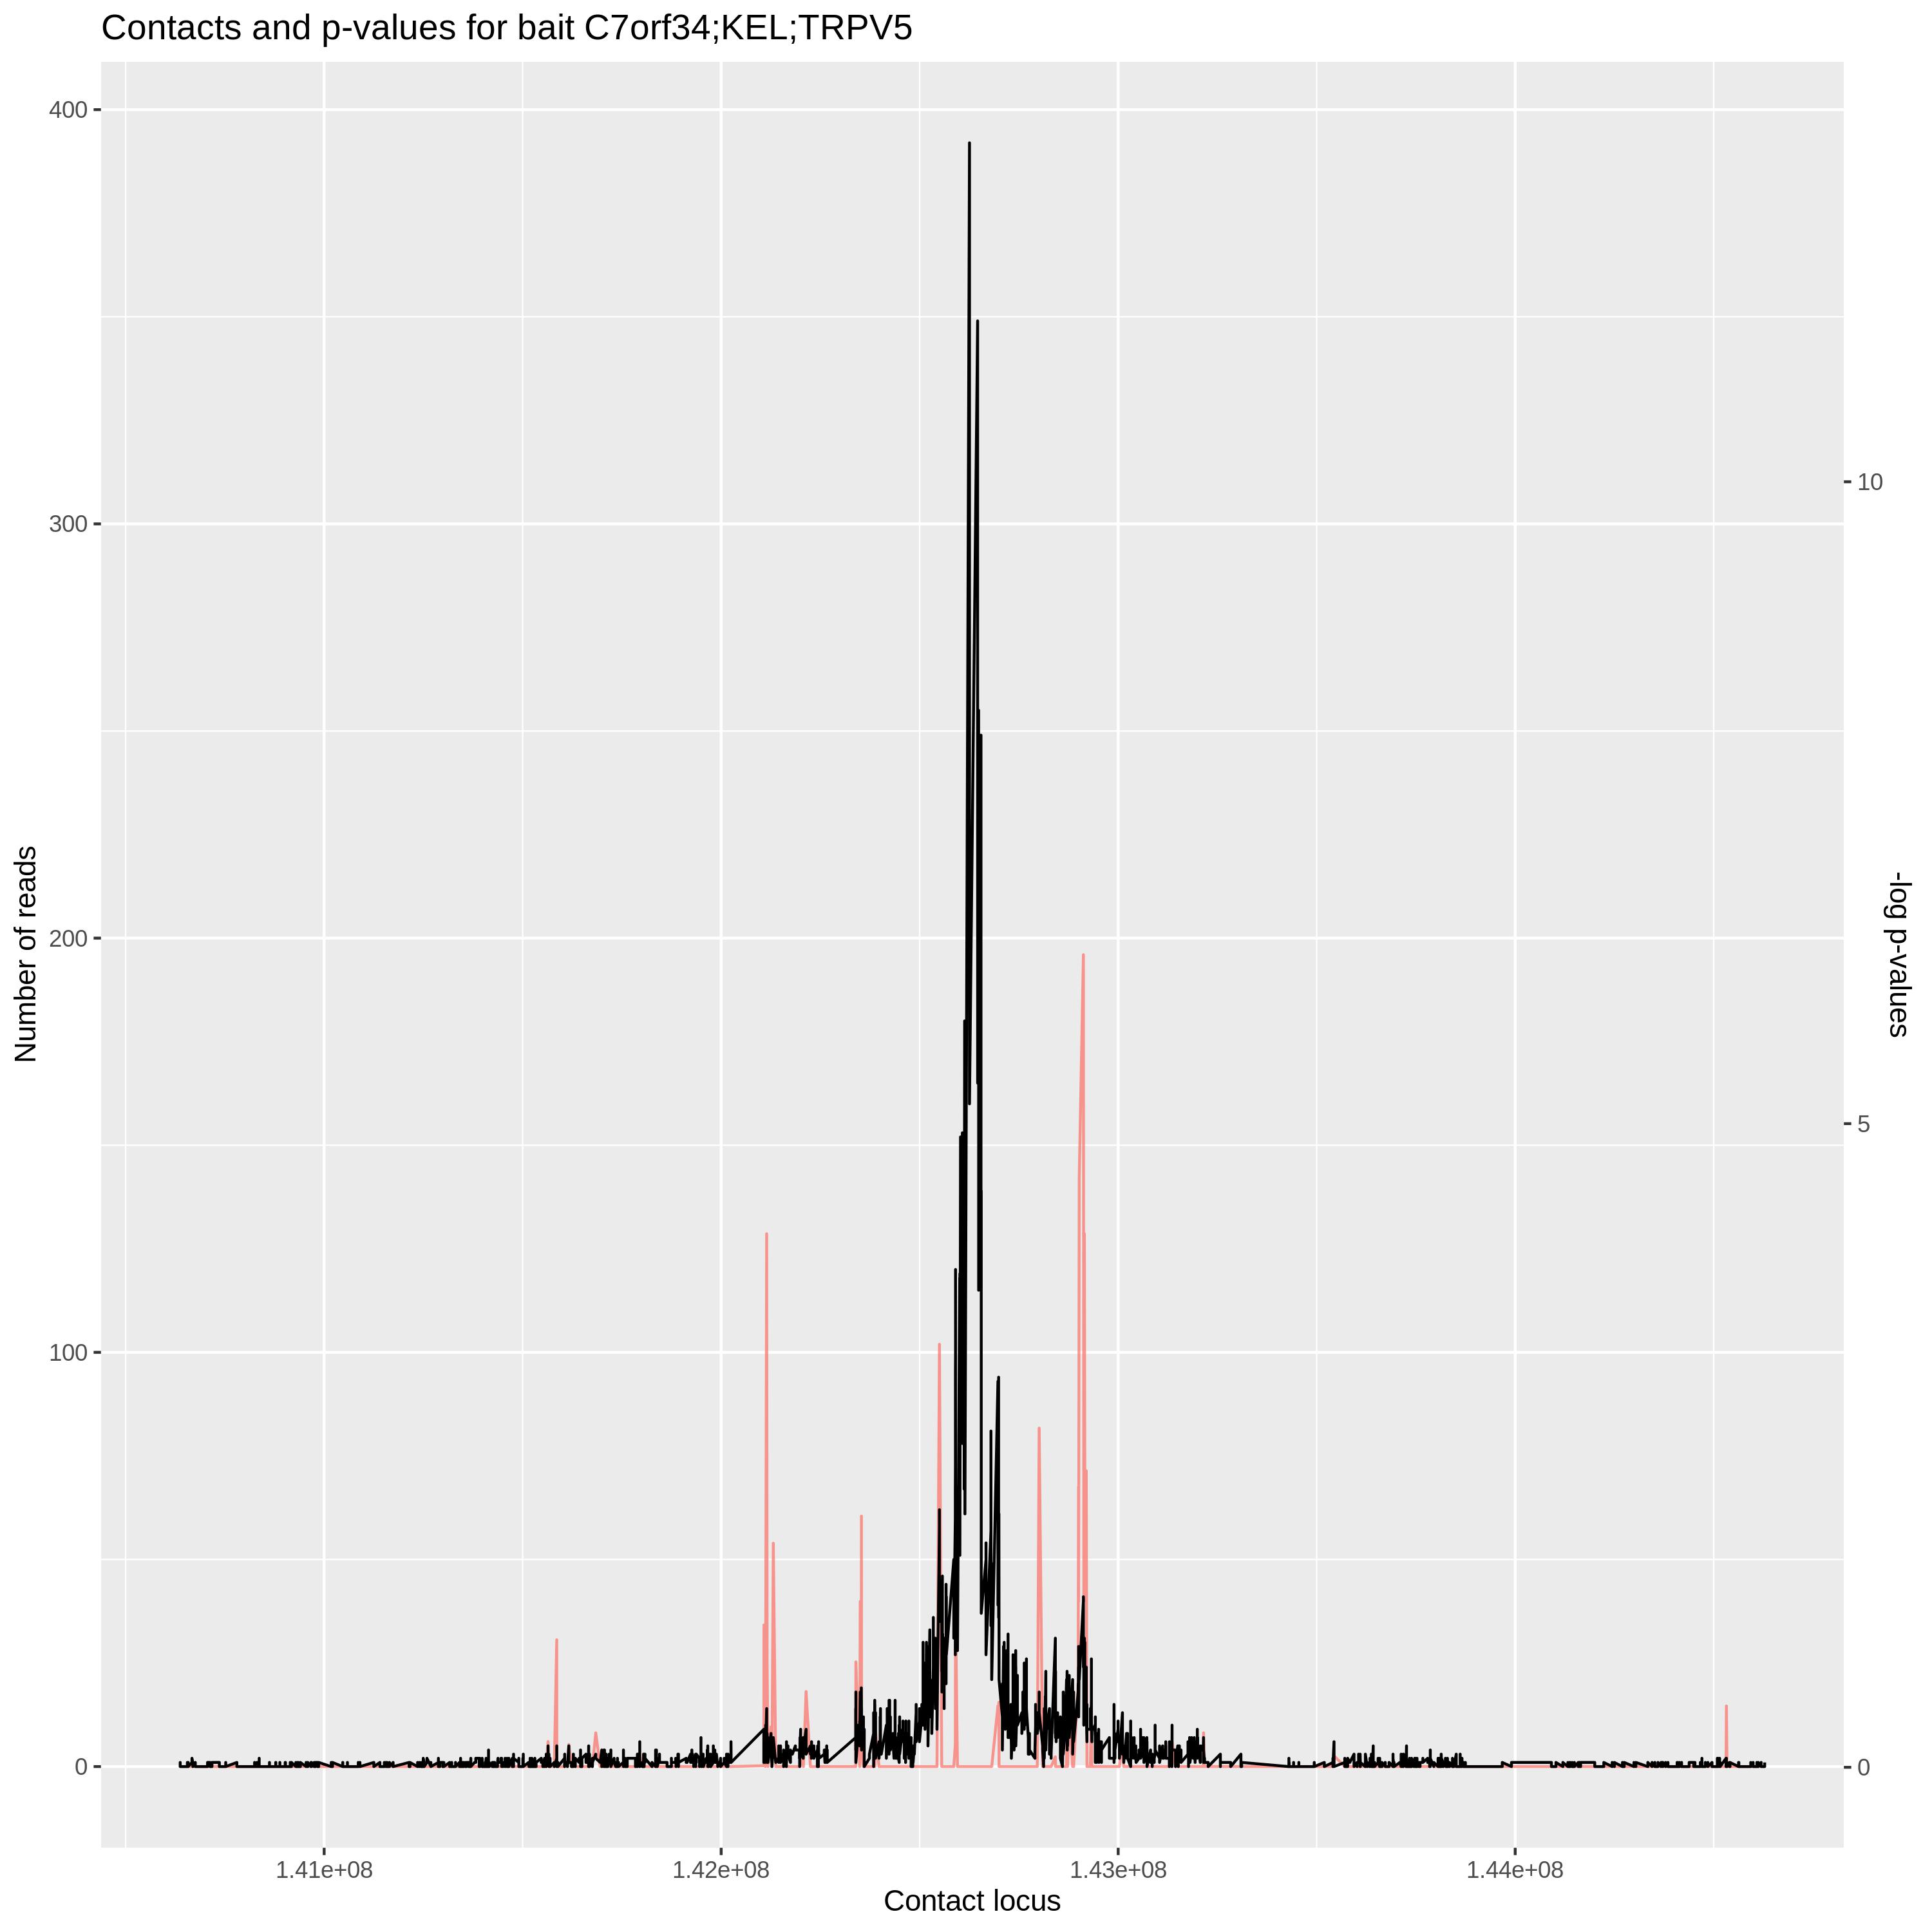 Contacts and p-values for bait C7orf34;KEL;TRPV5
400
300
200
100
0
Number of reads
10
5
0
-log p-values
1.41e+08
1.42e+08
1.43e+08
1.44e+08
Contact locus